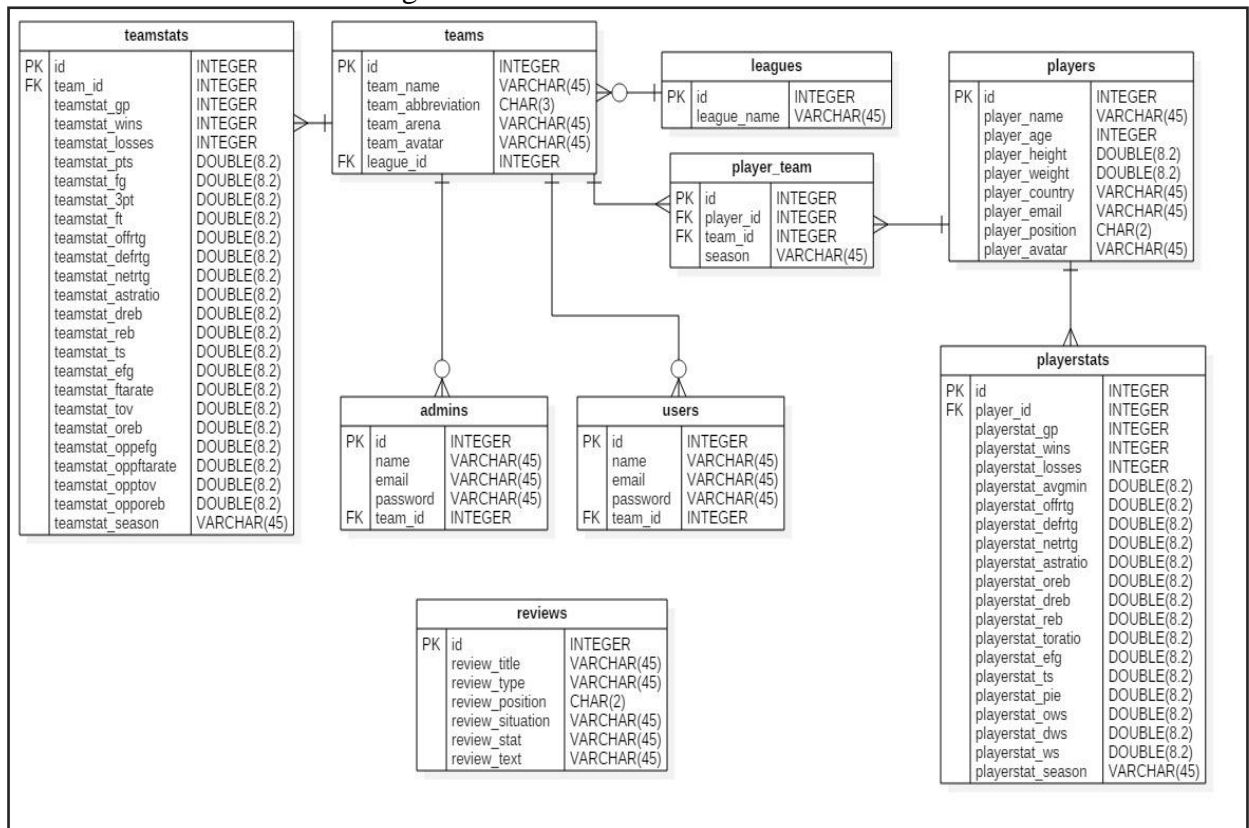 teamstats
PK id INTEGER
FK team_id INTEGER
teamstat_gp INTEGER
teamstat_wins INTEGER
teamstat_losses INTEGER
teamstat_pts DOUBLE(8.2)
teamstat_fg DOUBLE(8.2)
teamstat_3pt DOUBLE(8.2)
teamstat_ft DOUBLE(8.2)
teamstat_offrtg DOUBLE(8.2)
teamstat_defrtg DOUBLE(8.2)
teamstat_netrtg DOUBLE(8.2)
teamstat_astratio DOUBLE(8.2)
teamstat_dreb DOUBLE(8.2)
teamstat_reb DOUBLE(8.2)
teamstat_ts DOUBLE(8.2)
teamstat_efg DOUBLE(8.2)
teamstat_ftarate DOUBLE(8.2)
teamstat_tov DOUBLE(8.2)
teamstat_oreb DOUBLE(8.2)
teamstat_oppefg DOUBLE(8.2)
teamstat_oppftarate DOUBLE(8.2)
teamstat_opptov DOUBLE(8.2)
teamstat_opporeb DOUBLE(8.2)
teamstat_season VARCHAR(45)
teams
PK id INTEGER
team_name VARCHAR(45)
team_abbreviation CHAR(3)
team_arena VARCHAR(45)
team_avatar VARCHAR(45)
FK league_id INTEGER
leagues
PK id INTEGER
league_name VARCHAR(45)
player_team
PK id INTEGER
FK player_id INTEGER
FK team_id INTEGER
season VARCHAR(45)
players
PK id INTEGER
player_name VARCHAR(45)
player_age INTEGER
player_height DOUBLE(8.2)
player_weight DOUBLE(8.2)
player_country VARCHAR(45)
player_email VARCHAR(45)
player_position CHAR(2)
player_avatar VARCHAR(45)
admins
PK id INTEGER
name VARCHAR(45)
email VARCHAR(45)
password VARCHAR(45)
FK team_id INTEGER
users
PK id INTEGER
name VARCHAR(45)
email VARCHAR(45)
password VARCHAR(45)
FK team_id INTEGER
playerstats
PK id INTEGER
FK player_id INTEGER
playerstat_gp INTEGER
playerstat_wins INTEGER
playerstat_losses INTEGER
playerstat_avgmin DOUBLE(8.2)
playerstat_offrtg DOUBLE(8.2)
playerstat_defrtg DOUBLE(8.2)
playerstat_netrtg DOUBLE(8.2)
playerstat_astratio DOUBLE(8.2)
playerstat_oreb DOUBLE(8.2)
playerstat_dreb DOUBLE(8.2)
playerstat_reb DOUBLE(8.2)
playerstat_toratio DOUBLE(8.2)
playerstat_efg DOUBLE(8.2)
playerstat_ts DOUBLE(8.2)
playerstat_pie DOUBLE(8.2)
playerstat_ows DOUBLE(8.2)
playerstat_dws DOUBLE(8.2)
playerstat_ws DOUBLE(8.2)
playerstat_season VARCHAR(45)
reviews
PK id INTEGER
review_title VARCHAR(45)
review_type VARCHAR(45)
review_position CHAR(2)
review_situation VARCHAR(45)
review_stat VARCHAR(45)
review_text VARCHAR(45)